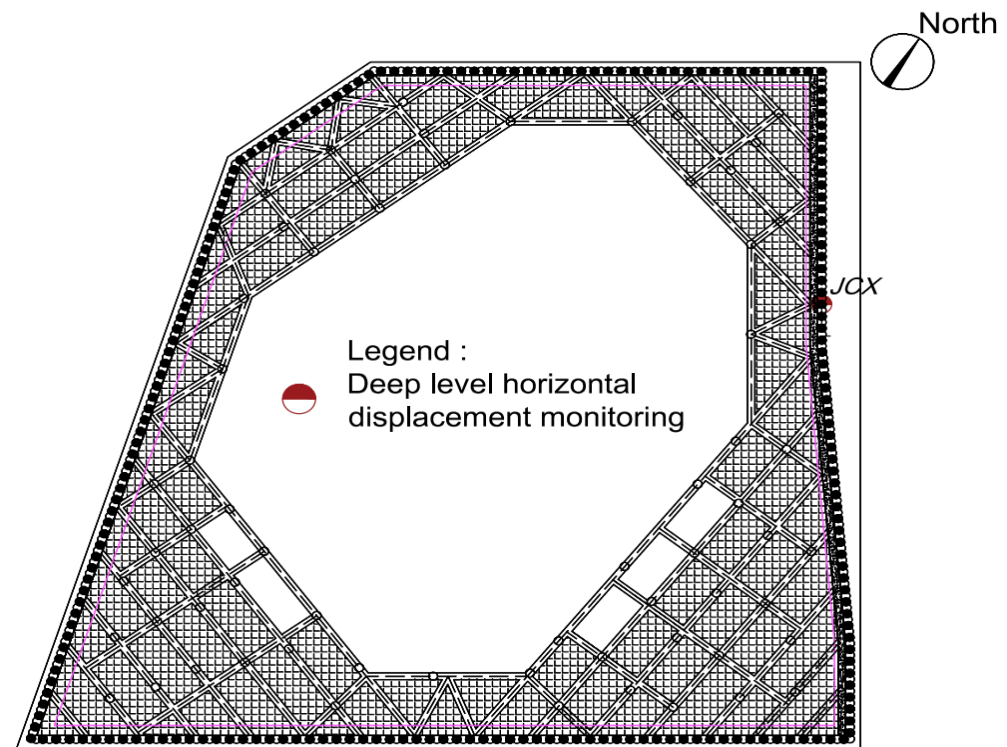 North
JCX
Legend :
Deep level horizontal
displacement monitoring